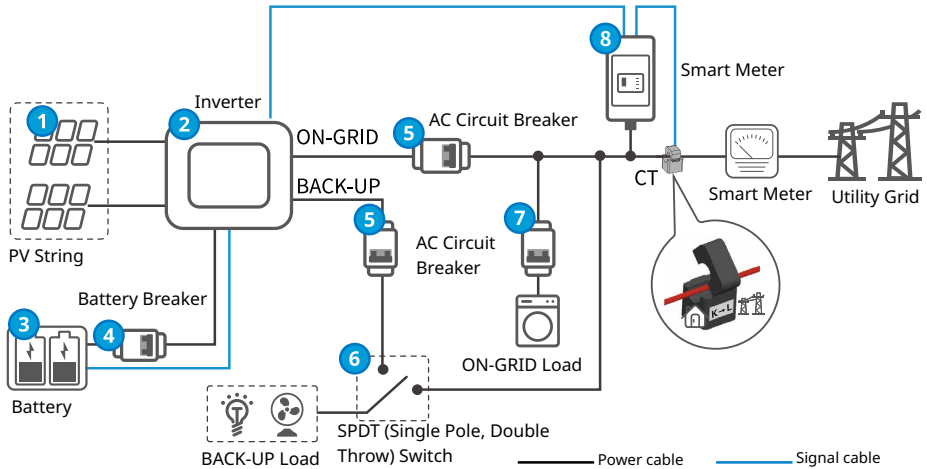 8
Smart Meter
Inverter
1
2
ON-GRID
5
AC Circuit Breaker
CT
Smart Meter
Utility Grid
BACK-UP
5
AC Circuit
Breaker
7
PV String
Battery Breaker
3
4
K→L
ON-GRID Load
6
Battery
SPDT (Single Pole, Double
Throw) Switch
BACK-UP Load
Power cable
Signal cable